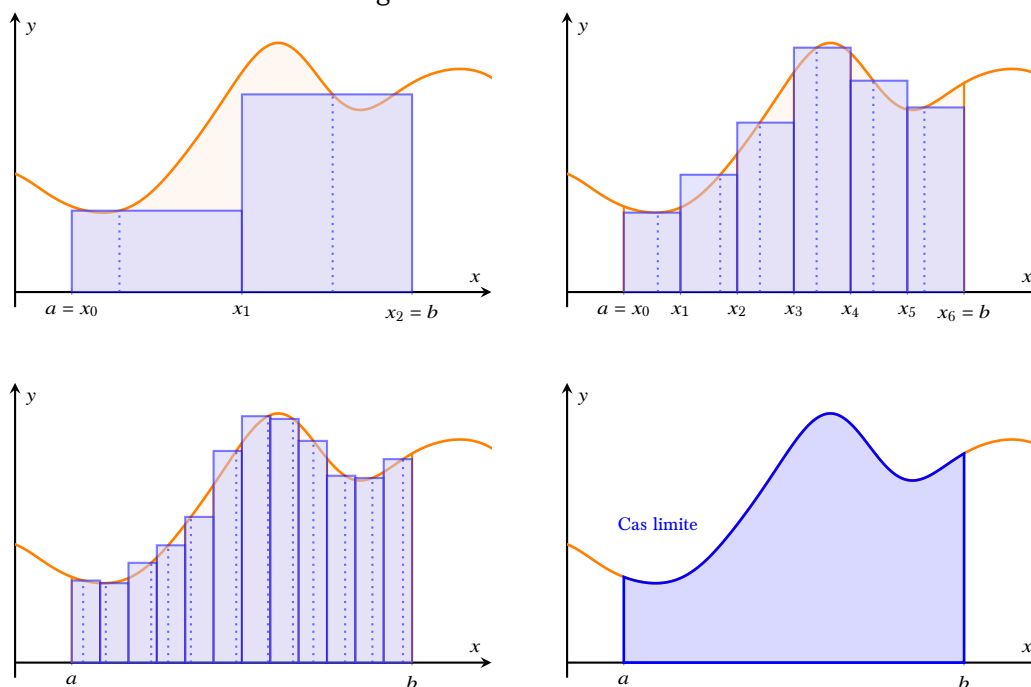 y
x
a = x₀
x₁
x₂ = b
y
x
a = x₀
x₁
x₂
x₃
x₄
x₅
x₆ = b
y
x
a
b
y
Cas limite
x
a
b